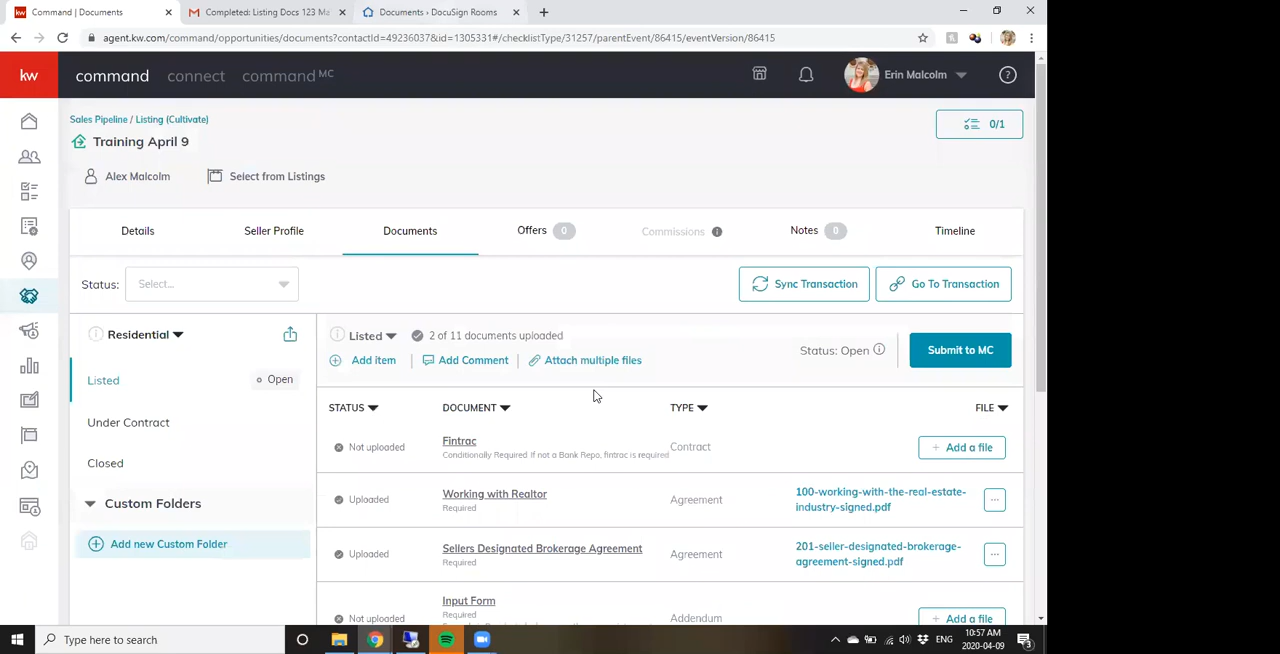 Command | Documents
Completed: Listing Docs 123 Ma
Documents › DocuSign Rooms
agent.kw.com/command/opportunities/documents?contactId=49236037&id=1305331#/checklistType/31257/parentEvent/86415/eventVersion/86415
kw
command
connect
command MC
Erin Malcolm
Sales Pipeline / Listing (Cultivate)
0/1
Training April 9
Alex Malcolm
Select from Listings
Details
Seller Profile
Documents
Offers 0
Commissions
Notes 0
Timeline
Status:
Select...
Sync Transaction
Go To Transaction
Residential
Listed
2 of 11 documents uploaded
Status: Open
Submit to MC
Add item
Add Comment
Attach multiple files
Listed
Open
Under Contract
Closed
Custom Folders
Add new Custom Folder
STATUS
DOCUMENT
TYPE
FILE
Not uploaded
Fintrac
Conditionally Required If not a Bank Repo, fintrac is required
Contract
+ Add a file
Uploaded
Working with Realtor
Required
Agreement
100-working-with-the-real-estate-
industry-signed.pdf
Uploaded
Sellers Designated Brokerage Agreement
Required
Agreement
201-seller-designated-brokerage-
agreement-signed.pdf
Not uploaded
Input Form
Required
Addendum
+ Add a file
Type here to search
ENG
10:57 AM
2020-04-09
3